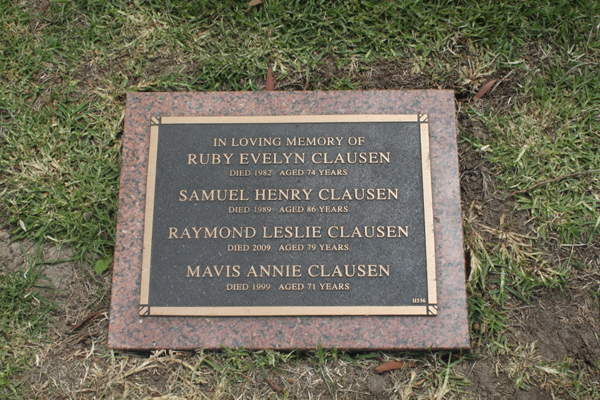 IN LOVING MEMORY OF
RUBY EVELYN CLAUSEN
DIED 1982 AGED 74 YEARS
SAMUEL HENRY CLAUSEN
DIED 1989 AGED 86 YEARS
RAYMOND LESLIE CLAUSEN
DIED 2009 AGED 79 YEARS
MAVIS ANNIE CLAUSEN
DIED 1999 AGED 71 YEARS